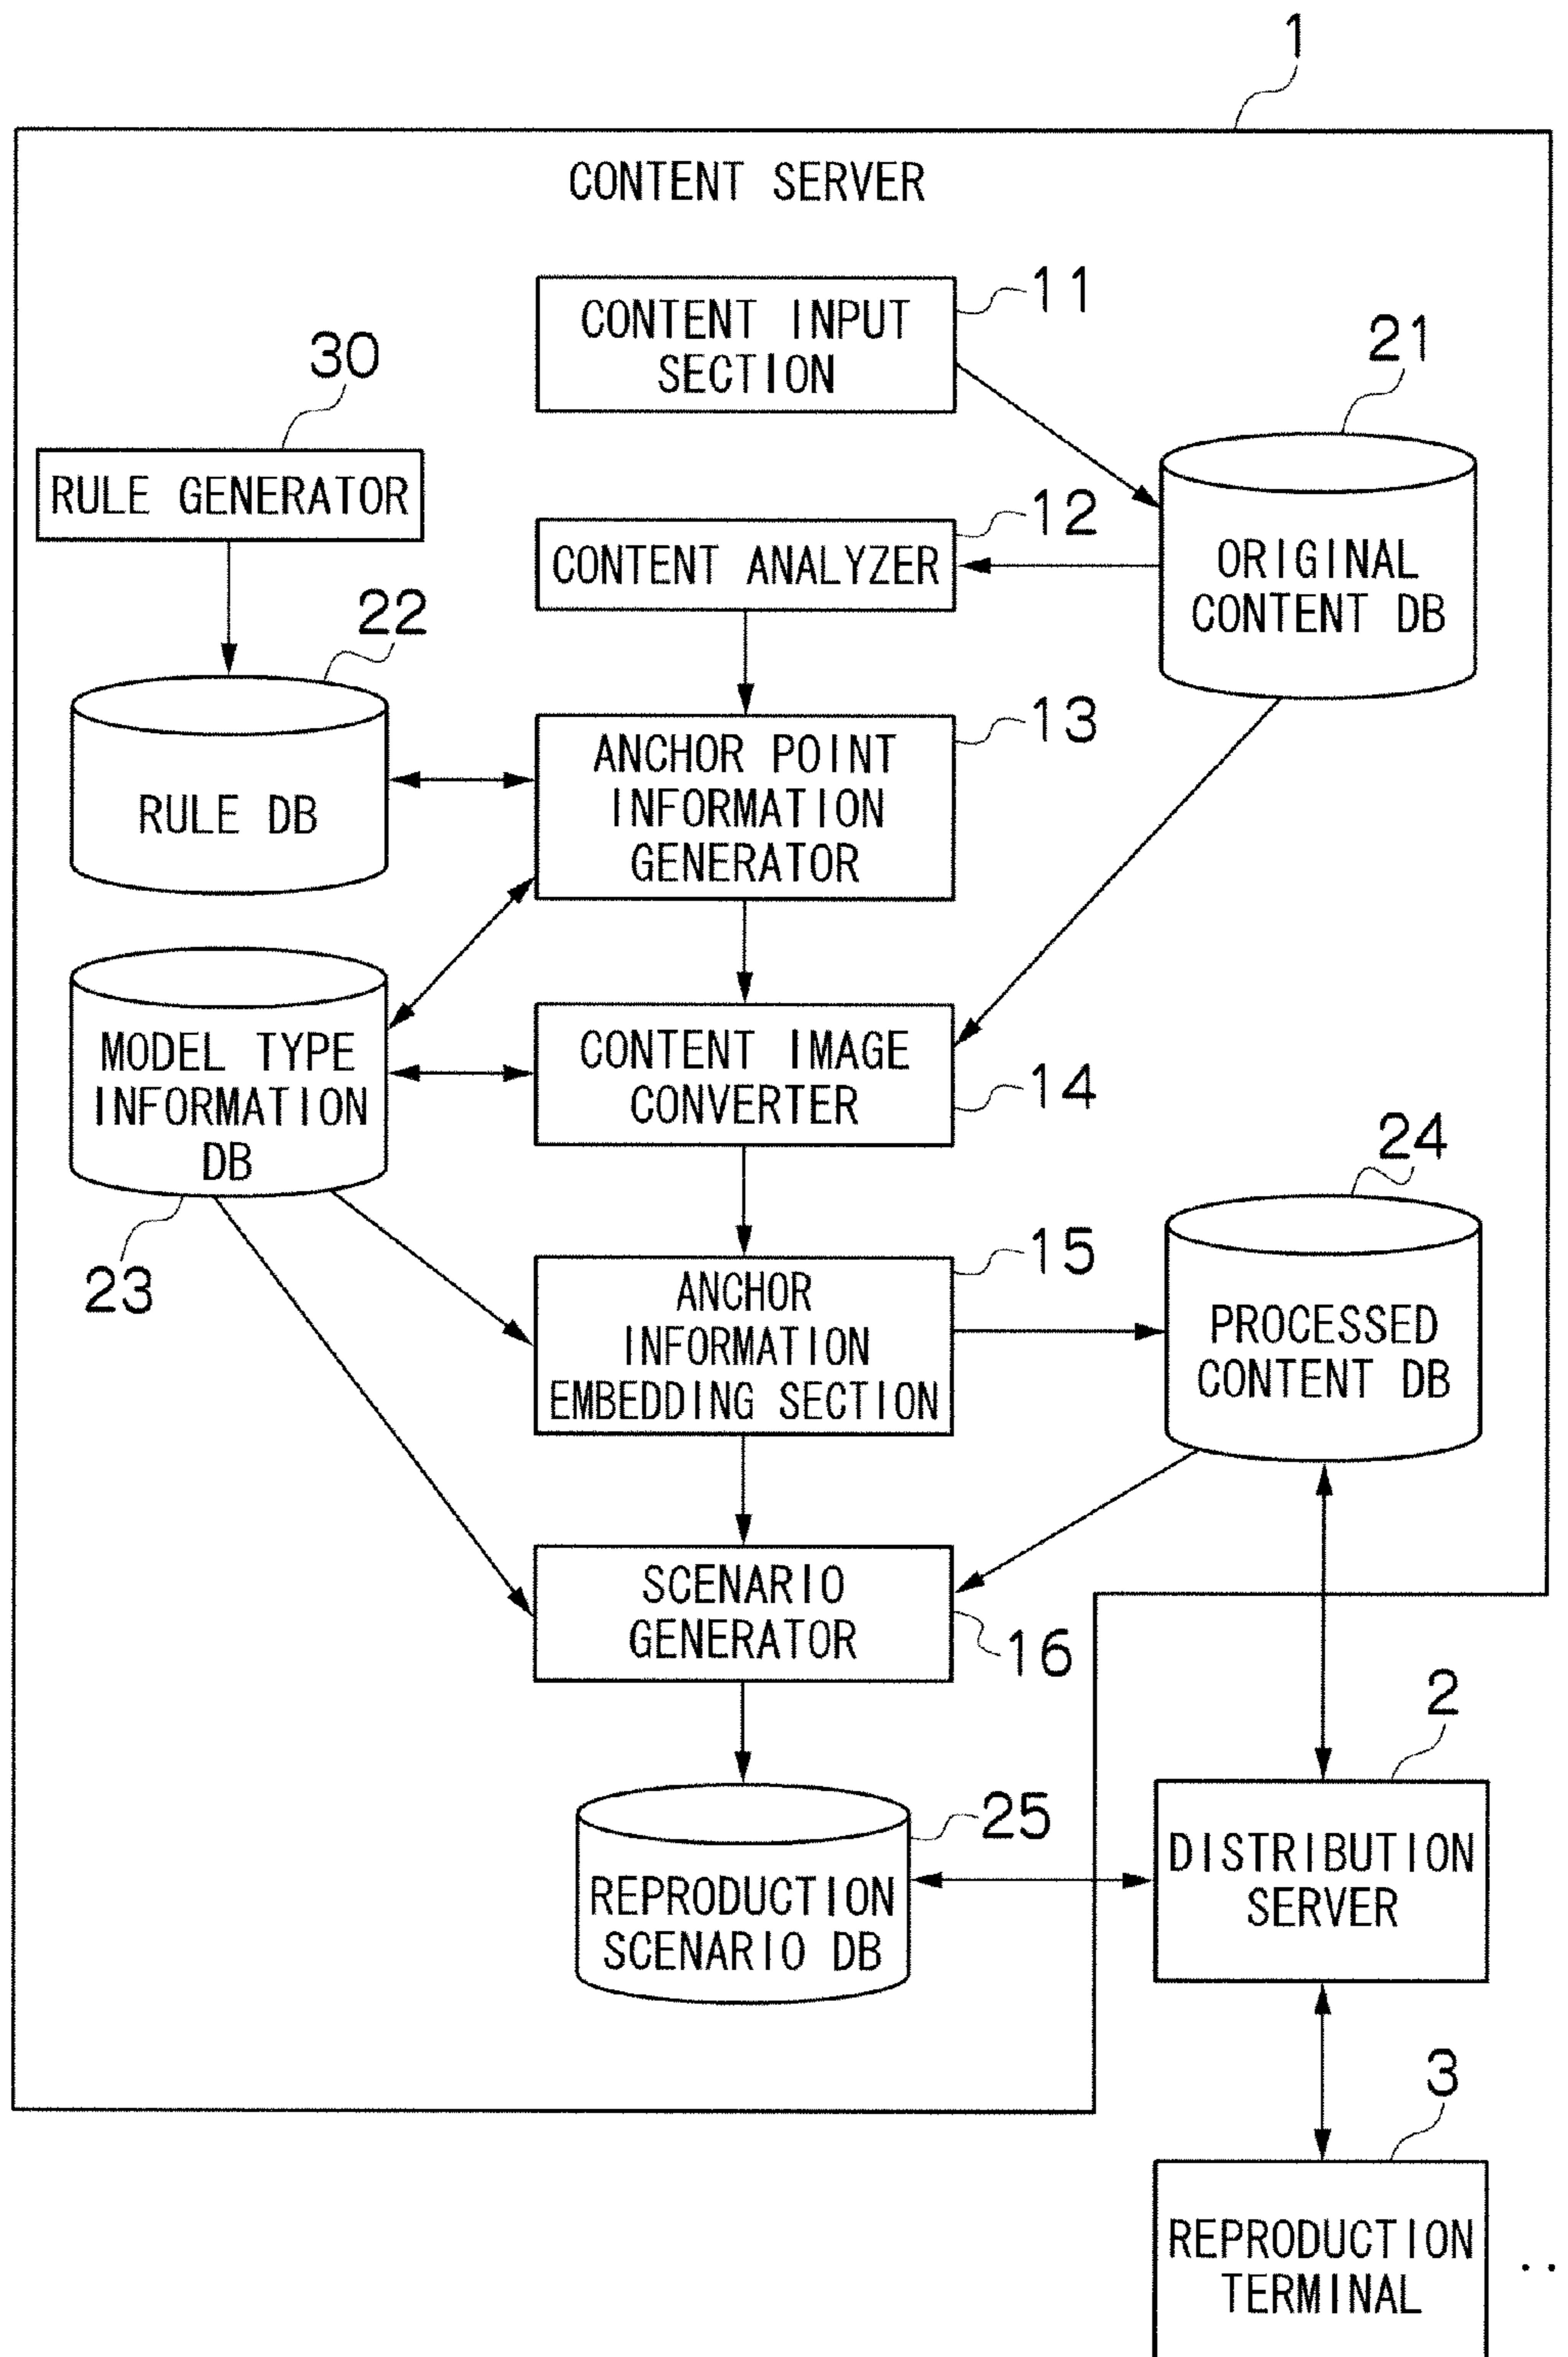 1
CONTENT SERVER
CONTENT INPUT
SECTION
11
30
RULE GENERATOR
21
ORIGINAL
CONTENT DB
12
CONTENT ANALYZER
22
RULE DB
13
ANCHOR POINT
INFORMATION
GENERATOR
MODEL TYPE
INFORMATION
DB
23
CONTENT IMAGE
CONVERTER
14
24
PROCESSED
CONTENT DB
15
ANCHOR
INFORMATION
EMBEDDING SECTION
SCENARIO
GENERATOR
16
2
DISTRIBUTION
SERVER
25
REPRODUCTION
SCENARIO DB
3
REPRODUCTION
TERMINAL
..